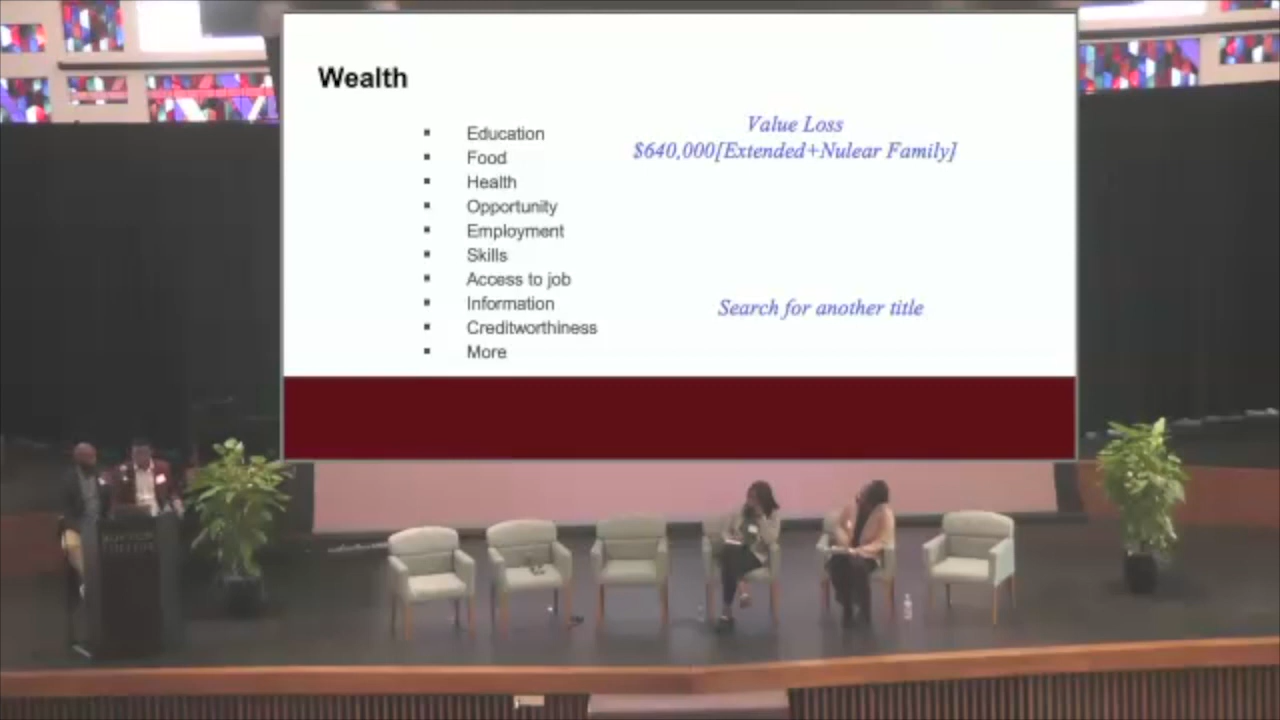 Wealth
Education
Food
Health
Opportunity
Employment
Skills
Access to job
Information
Creditworthiness
More
Value Loss
$640,000[Extended+Nulear Family]
Search for another title